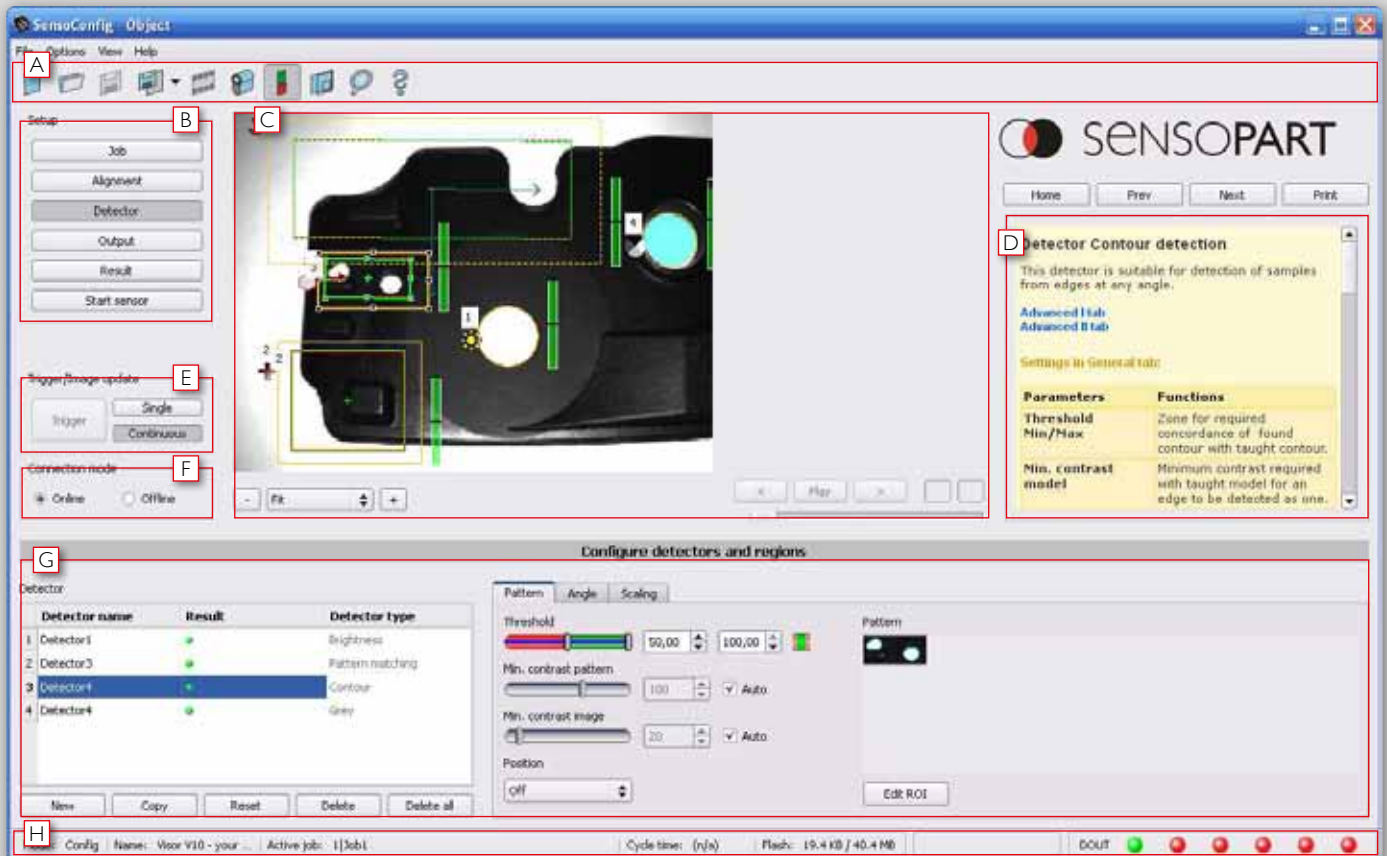 SensoConfig Object
File Options View Help
A
Setup
B
Job
Alignment
Detector
Output
Result
Start sensor
C
1
4
2
2
SENSOPART
Home Prev Next Print
D
Detector Contour detection
This detector is suitable for detection of samples
from edges at any angle.
Advanced I tab
Advanced II tab
Settings in General tab:
Parameters Functions
Threshold Min/Max Zone for required concordance of found contour with taught contour.
Min. contrast model Minimum contrast required with taught model for an edge to be detected as one.
Trigger/Image update
E
Trigger
Single
Continuous
Connection mode
F
Online Offline
- Fit +
< Play >
Configure detectors and regions
G
Detector
Detector name Result Detector type
1 Detector1 Brightness
2 Detector3 Pattern matching
3 Detector4 Contour
4 Detector4 Grey
New Copy Reset Delete Delete all
Pattern Angle Scaling
Threshold
50,00 100,00
Min. contrast pattern
100 Auto
Min. contrast image
20 Auto
Position
Off
Pattern
Edit ROI
H
Config Name: Visor V10 - your ... Active job: 1|Job1 Cycle time: (n/a) Flash: 19.4 KB / 40.4 MB DOUT